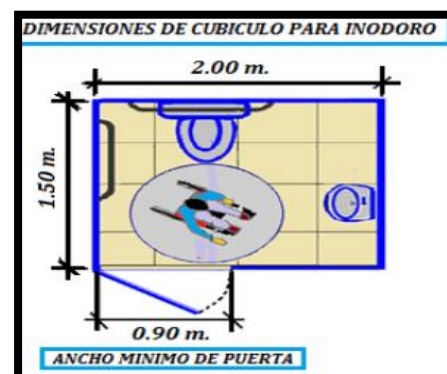 DIMENSIONES DE CUBICULO PARA INODORO
2.00 m.
1.50 m.
0.90 m.
ANCHO MINIMO DE PUERTA